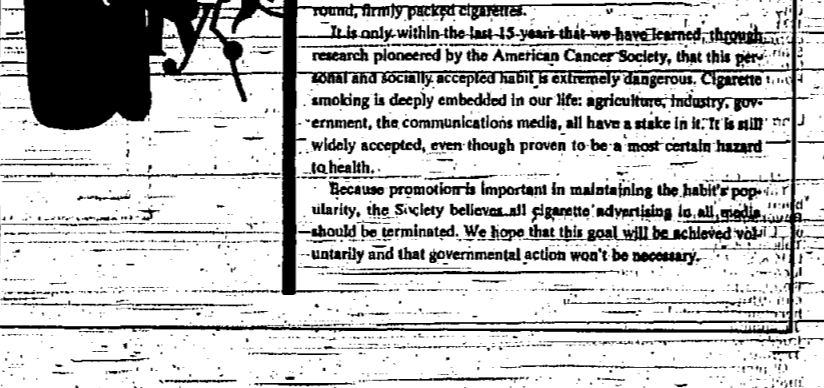 round, firmly packed cigarettes.
It is only within the last 15 years that we have learned, through
research pioneered by the American Cancer Society, that this per-
sonal and socially accepted habit is extremely dangerous. Cigarette
smoking is deeply embedded in our life: agriculture, industry, gov-
ernment, the communications media, all have a stake in it. It is still
widely accepted, even though proven to be a most certain hazard
to health.
Because promotion is important in maintaining the habit's pop-
ularity, the Society believes all cigarette advertising in all media
should be terminated. We hope that this goal will be achieved vol-
untarily and that governmental action won't be necessary.